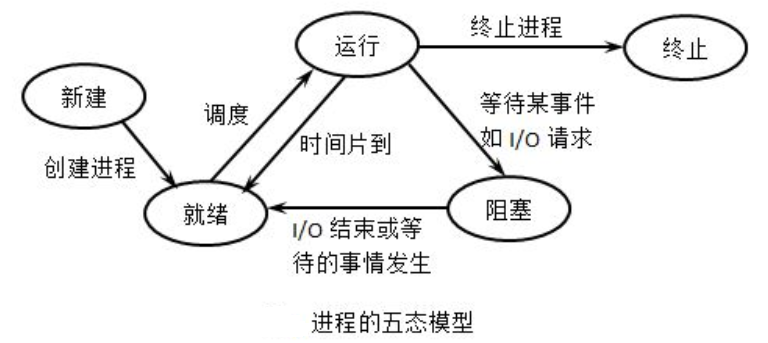 运行
终止进程
终止
新建
调度
时间片到
等待某事件
如 I/O 请求
创建进程
就绪
阻塞
I/O 结束或等
待的事情发生
进程的五态模型